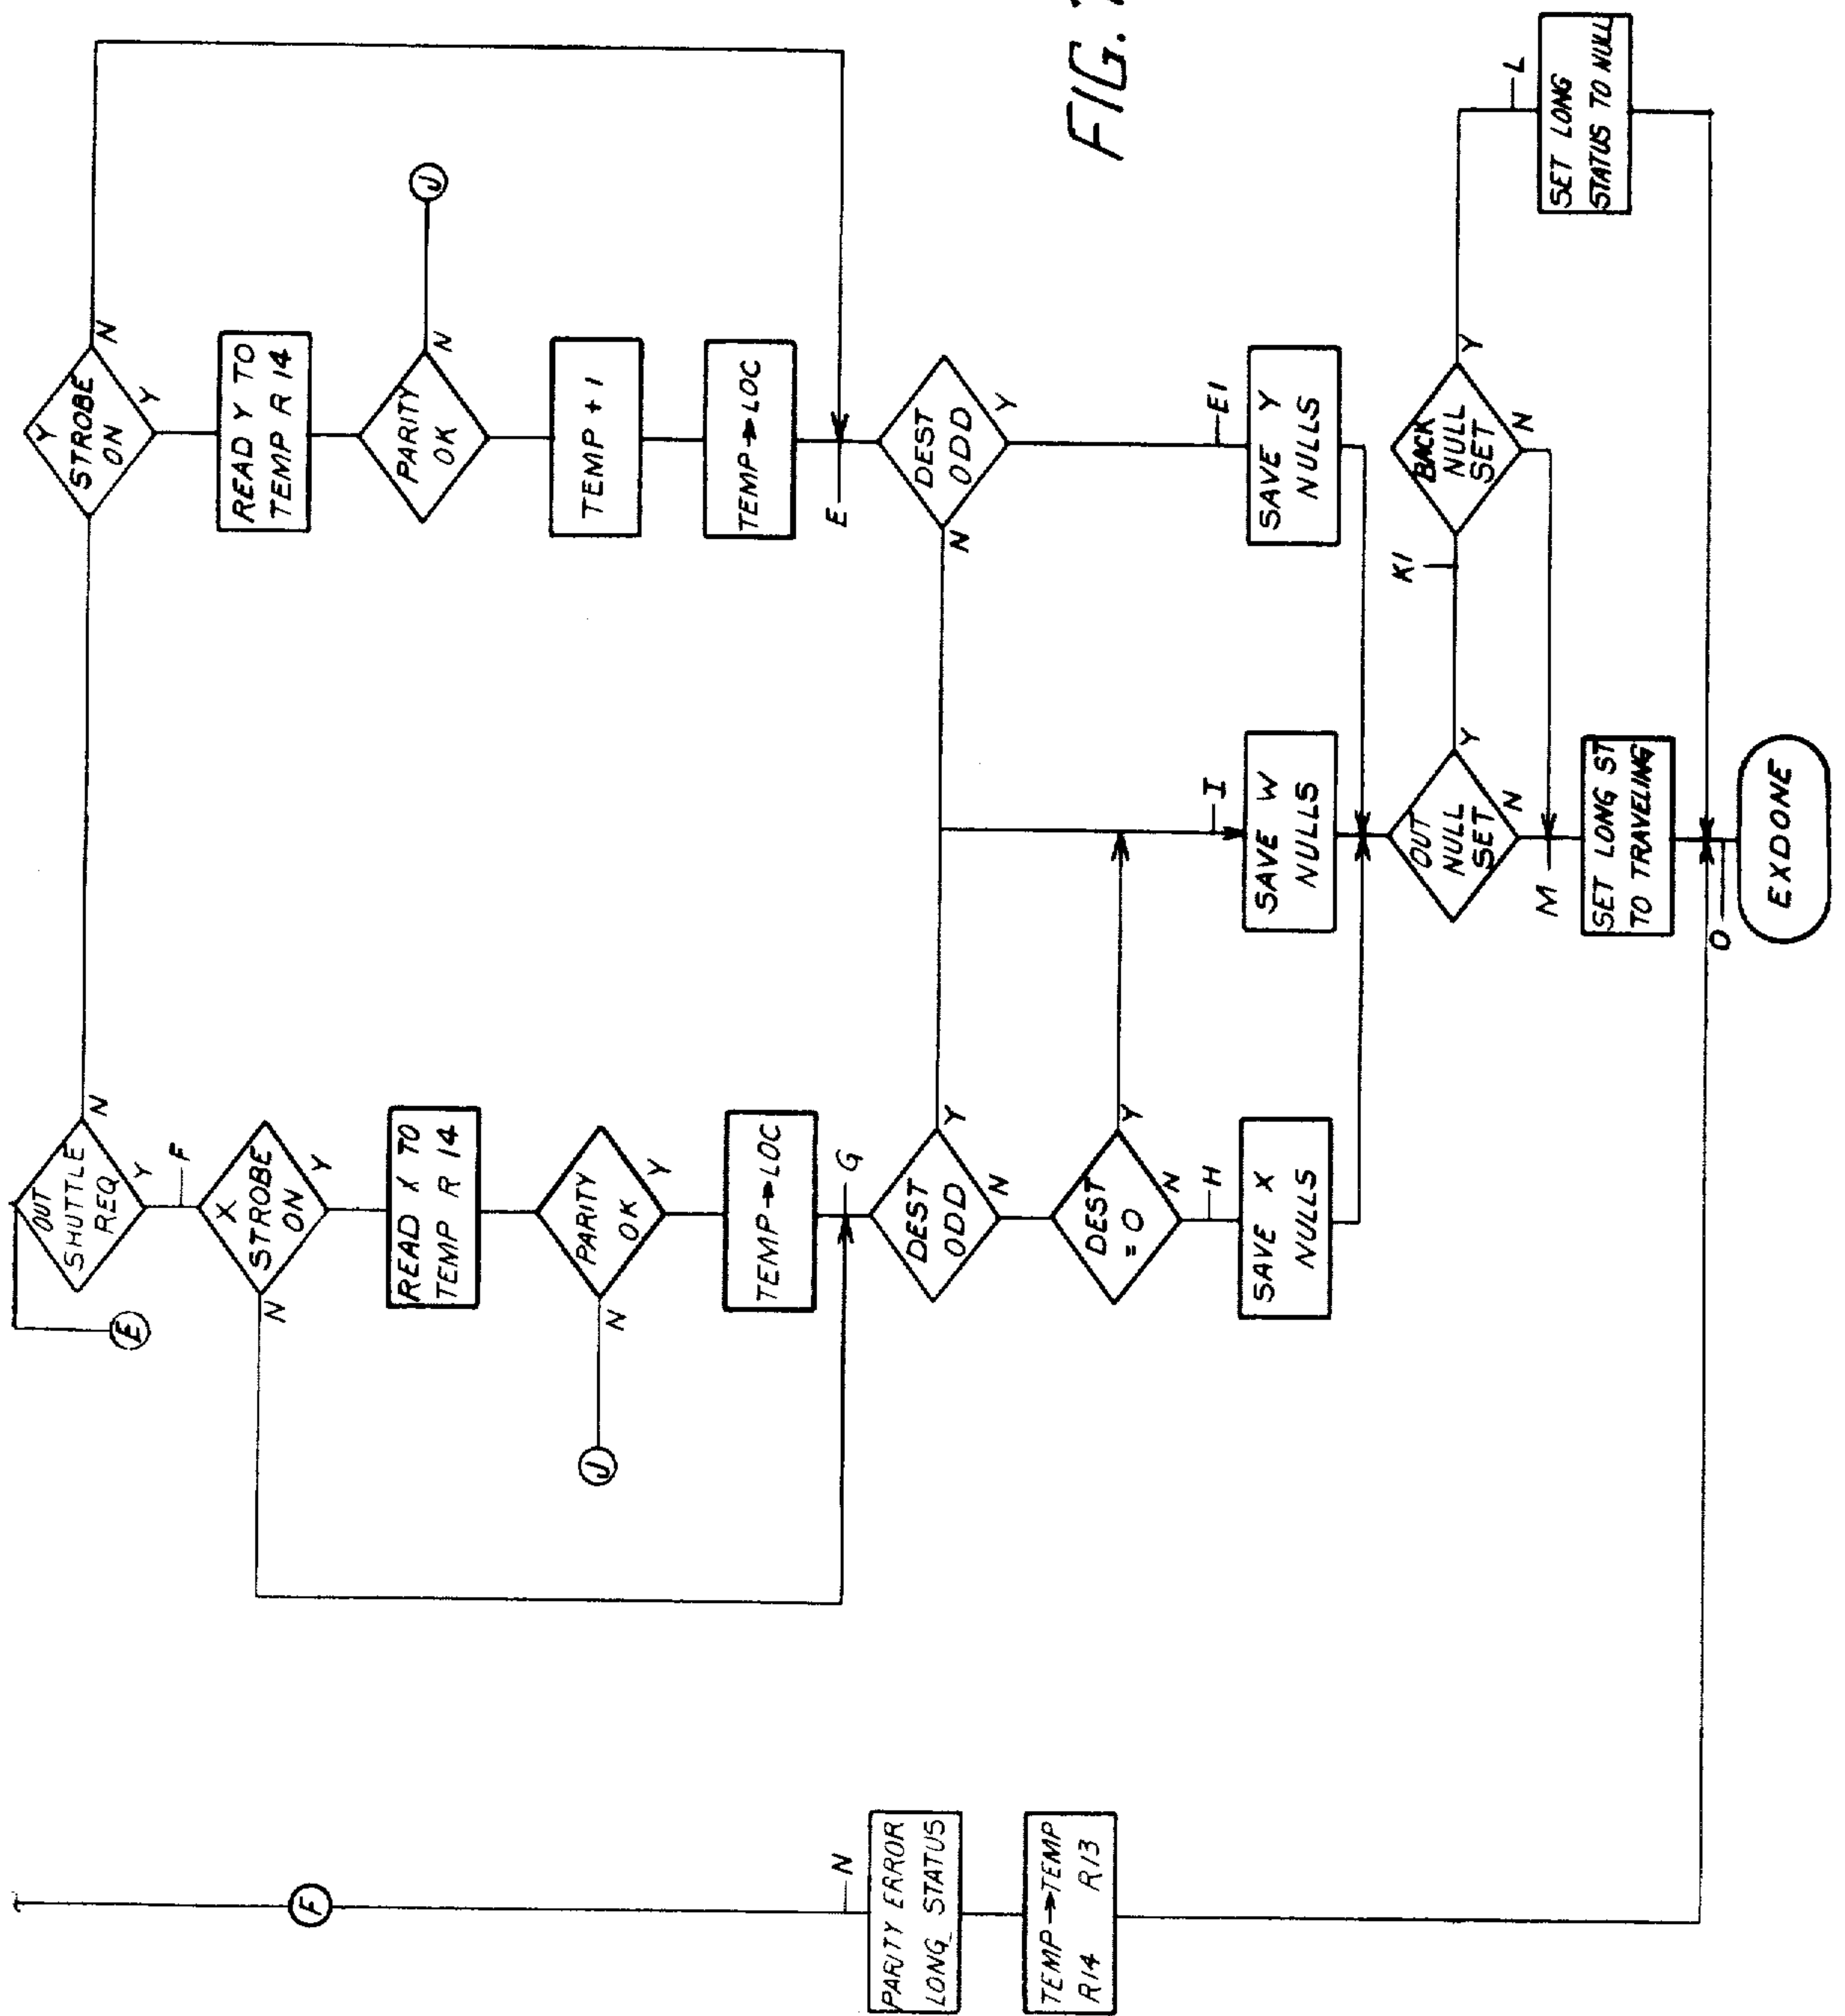 OUT
SHUTTLE
REQ
N
Y
E
F
X
STROBE
ON
N
Y
READ X TO
TEMP R 14
PARITY
OK
N
Y
J
TEMP→LOC
G
DEST
ODD
Y
N
DEST
=0
Y
N
H
SAVE X
NULLS
Y
STROBE
ON
N
Y
READ Y TO
TEMP R 14
PARITY
OK
N
J
TEMP + 1
TEMP→LOC
E
DEST
ODD
N
Y
E1
SAVE Y
NULLS
I
SAVE W
NULLS
OUT
NULL
SET
Y
N
K1
BACK
NULL
SET
Y
N
L
SET LONG
STATUS TO NULL
M
SET LONG ST
TO TRAVELING
O
EXDONE
F
N
PARITY ERROR
LONG STATUS
TEMP→TEMP
R14 R13
FIG.